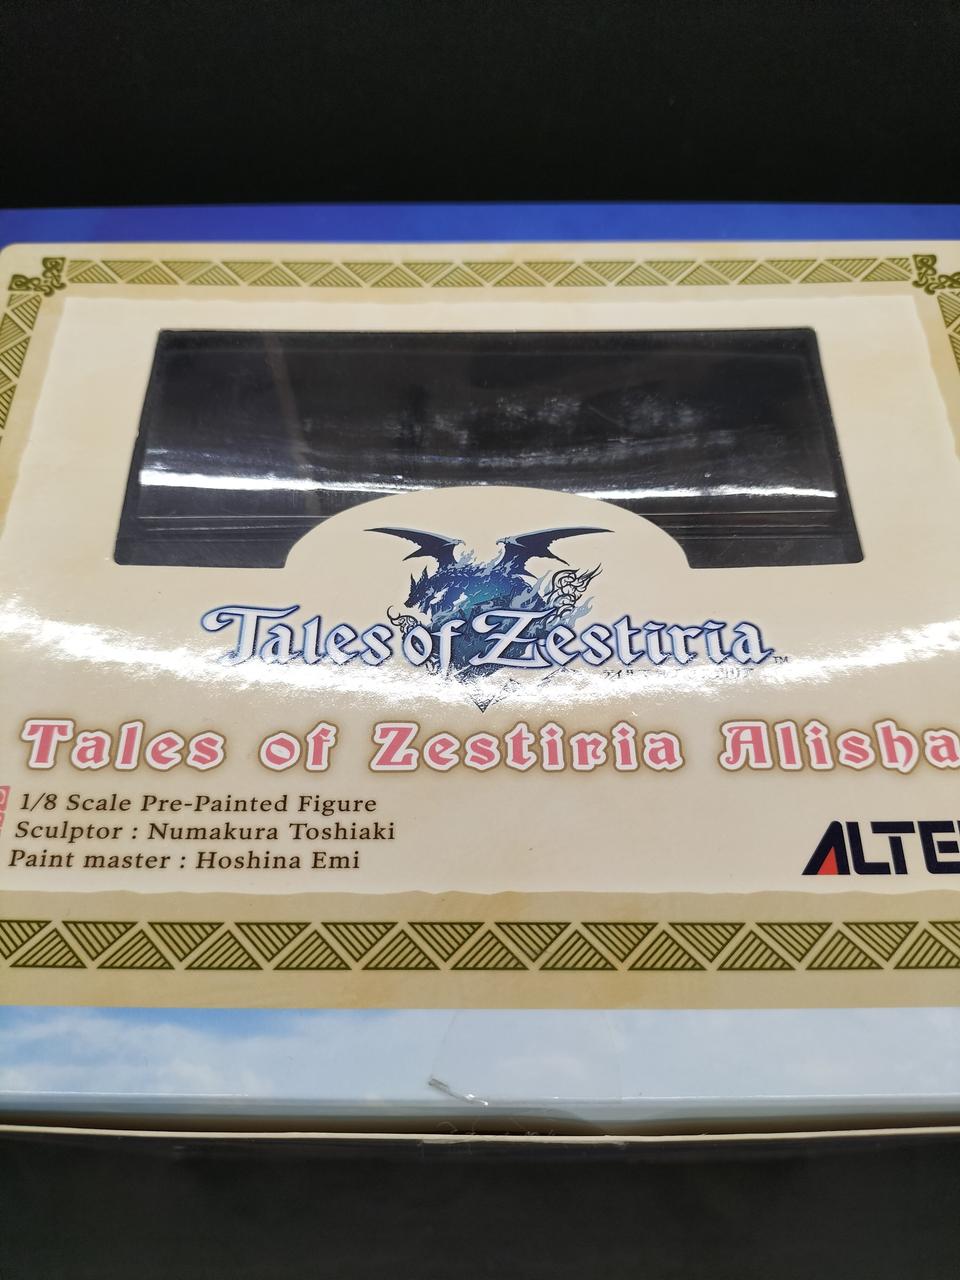 Tales of Zestiria™
Tales of Zestiria Alisha
1/8 Scale Pre-Painted Figure
Sculptor : Numakura Toshiaki
Paint master : Hoshina Emi
ALTE